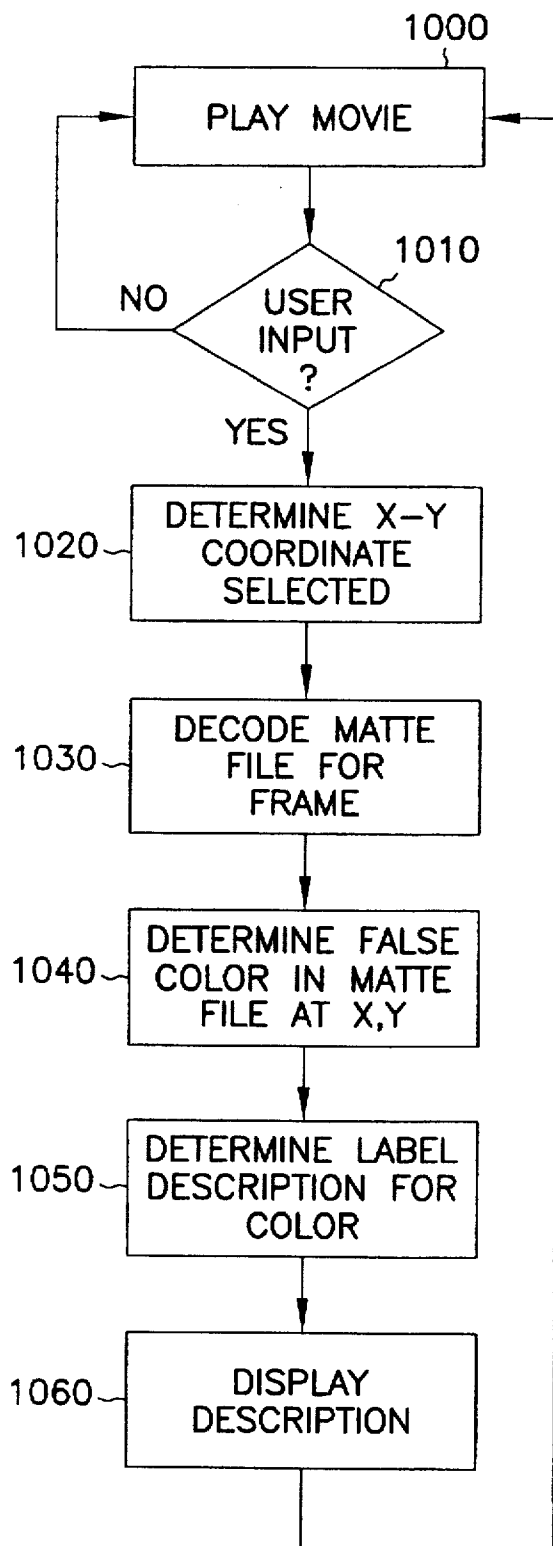 1000
PLAY MOVIE
1010
NO
USER
INPUT
?
YES
1020
DETERMINE X-Y
COORDINATE
SELECTED
1030
DECODE MATTE
FILE FOR
FRAME
1040
DETERMINE FALSE
COLOR IN MATTE
FILE AT X,Y
1050
DETERMINE LABEL
DESCRIPTION FOR
COLOR
1060
DISPLAY
DESCRIPTION